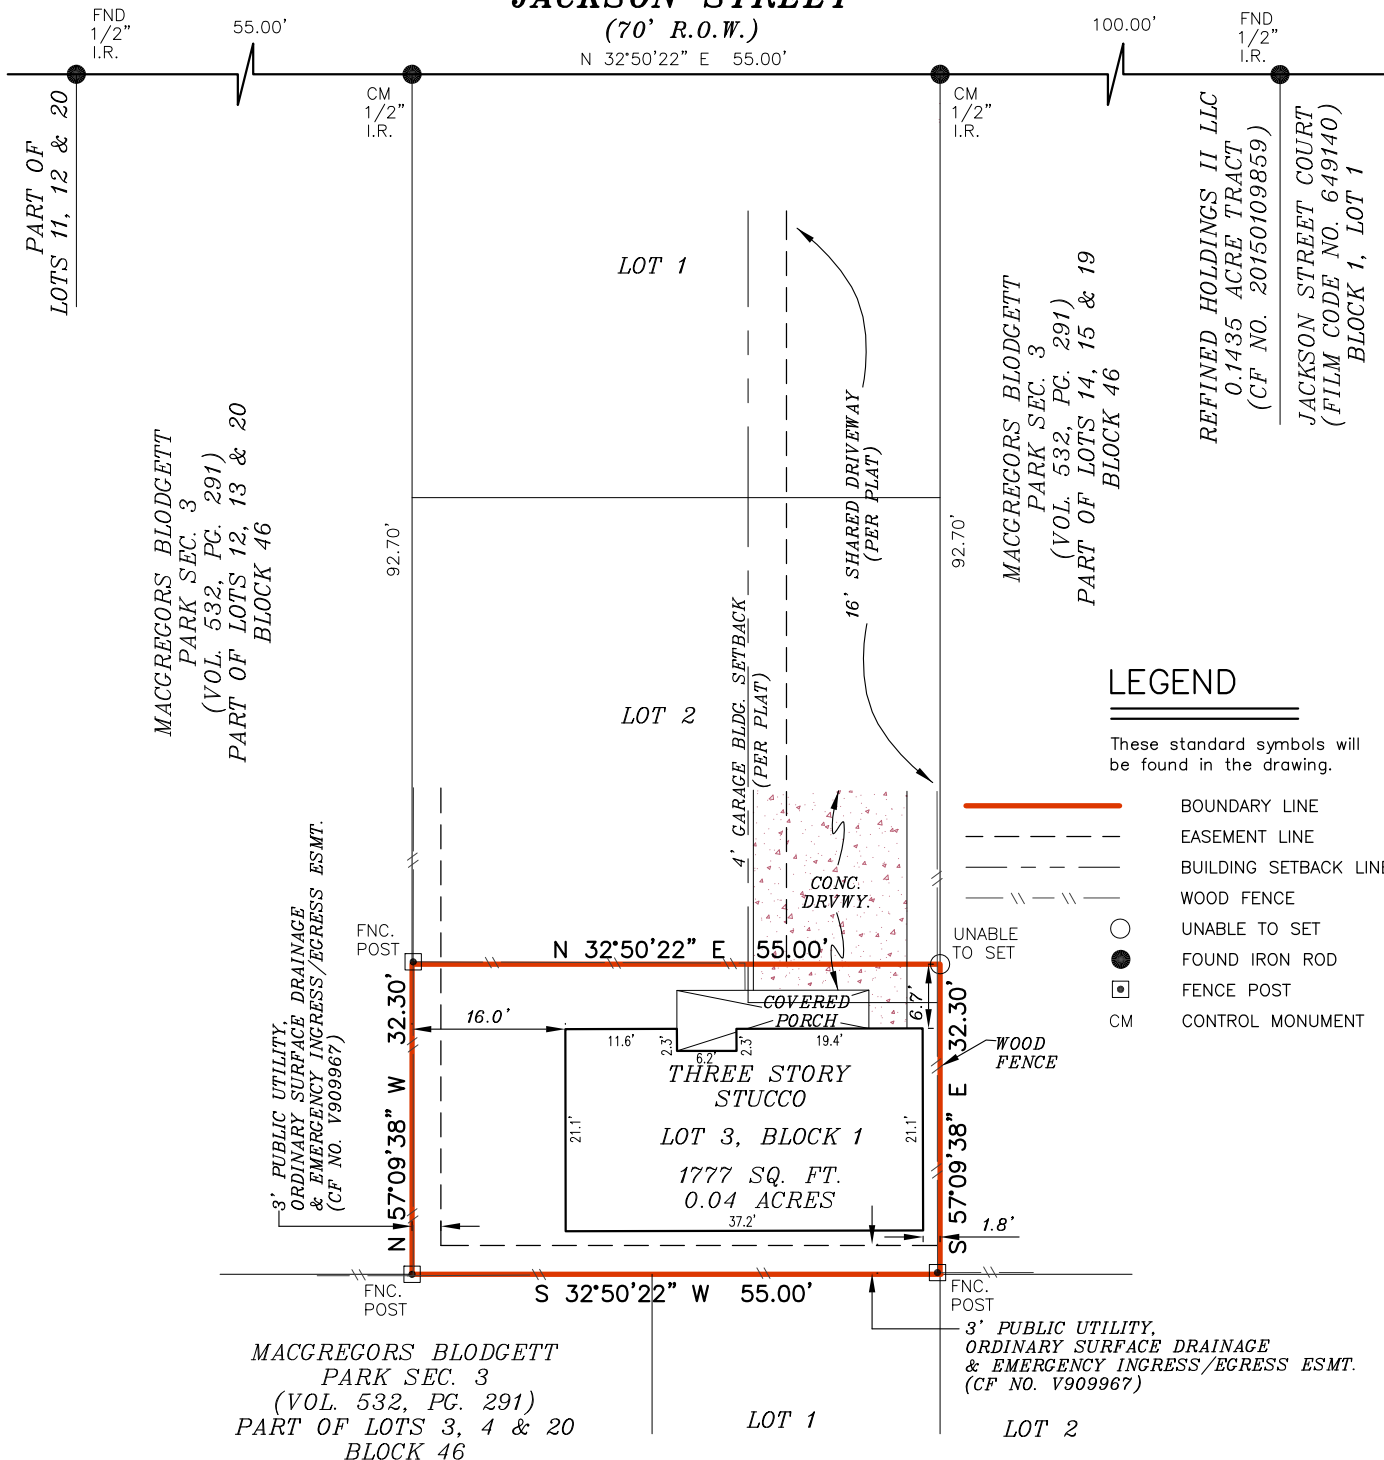 JACKSON STREET
(70' R.O.W.)
N 32°50'22" E 55.00'
FND
1/2"
I.R.
55.00'
100.00'
FND
1/2"
I.R.
CM
1/2"
I.R.
CM
1/2"
I.R.
PART OF
LOTS 11, 12 & 20
REFINED HOLDINGS II LLC
0.1435 ACRE TRACT
(CF NO. 20150109859)
JACKSON STREET COURT
(FILM CODE NO. 649140)
BLOCK 1, LOT 1
LOT 1
MACGREGORS BLODGETT
PARK SEC. 3
(VOL. 532, PG. 291)
PART OF LOTS 14, 15 & 19
BLOCK 46
MACGREGORS BLODGETT
PARK SEC. 3
(VOL. 532, PG. 291)
PART OF LOTS 12, 13 & 20
BLOCK 46
16' SHARED DRIVEWAY
(PER PLAT)
92.70'
92.70'
4' GARAGE BLDG. SETBACK
(PER PLAT)
LOT 2
LEGEND
These standard symbols will
be found in the drawing.
BOUNDARY LINE
EASEMENT LINE
BUILDING SETBACK LINE
WOOD FENCE
UNABLE TO SET
FOUND IRON ROD
FENCE POST
CM CONTROL MONUMENT
CONC.
DRVWY.
FNC.
POST
UNABLE
TO SET
N 32°50'22" E 55.00'
3' PUBLIC UTILITY,
ORDINARY SURFACE DRAINAGE
& EMERGENCY INGRESS/EGRESS ESMT.
(CF NO. V909967)
N 57°09'38" W 32.30'
16.0'
COVERED
PORCH
6.7'
S 57°09'38" E 32.30'
WOOD
FENCE
11.6'
2.3'
6.2'
2.3'
19.4'
THREE STORY
STUCCO
21.1'
LOT 3, BLOCK 1
21.1'
1777 SQ. FT.
0.04 ACRES
37.2'
1.8'
FNC.
POST
S 32°50'22" W 55.00'
FNC.
POST
3' PUBLIC UTILITY,
ORDINARY SURFACE DRAINAGE
& EMERGENCY INGRESS/EGRESS ESMT.
(CF NO. V909967)
MACGREGORS BLODGETT
PARK SEC. 3
(VOL. 532, PG. 291)
PART OF LOTS 3, 4 & 20
BLOCK 46
LOT 1
LOT 2